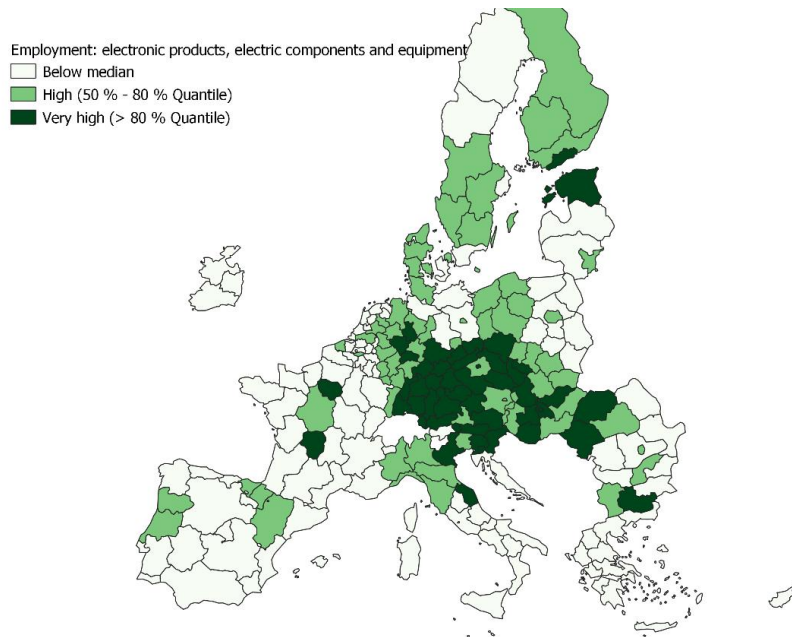 Employment: electronic products, electric components and equipment
Below median
High (50 % - 80 % Quantile)
Very high (> 80 % Quantile)